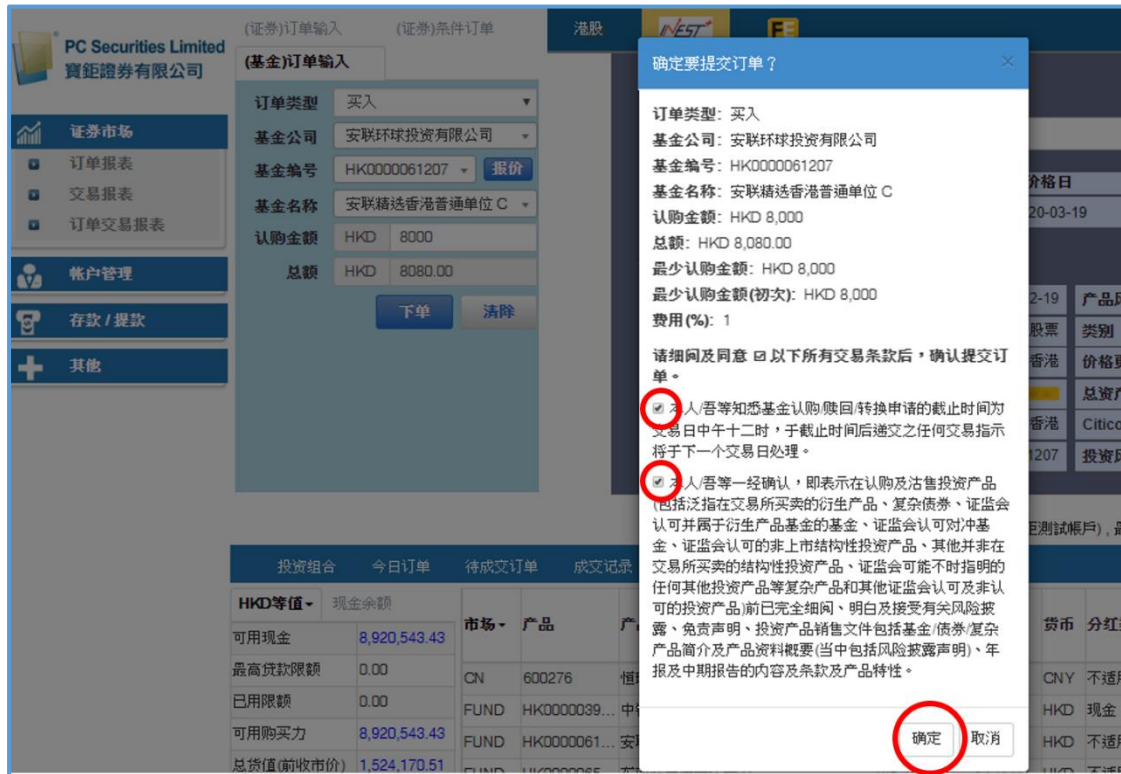 PC Securities Limited
寶鉅證券有限公司
证券市场
订单报表
交易报表
订单交易报表
帐户管理
存款 / 提款
其他
(证券)订单输入
(证券)条件订单
(基金)订单输入
订单类型 买入
基金公司 安联环球投资有限公司
基金编号 HK0000061207 报价
基金名称 安联精选香港普通单位 C
认购金额 HKD 8000
总额 HKD 8080.00
下单 清除
港股
确定要提交订单？
×
订单类型: 买入
基金公司: 安联环球投资有限公司
基金编号: HK0000061207
基金名称: 安联精选香港普通单位 C
认购金额: HKD 8,000
总额: HKD 8,080.00
最少认购金额: HKD 8,000
最少认购金额(初次): HKD 8,000
费用(%): 1
请细阅及同意 ☑ 以下所有交易条款后，确认提交订
单。
本人/吾等知悉基金认购/赎回/转换申请的截止时间为
交易日中午十二时，于截止时间后递交之任何交易指示
将于下一个交易日处理。
本人/吾等一经确认，即表示在认购及沽售投资产品
(包括泛指在交易所买卖的衍生产品、复杂债券、证监会
认可并属于衍生产品基金的基金、证监会认可对冲基
金、证监会认可的非上市结构性投资产品、其他并非在
交易所买卖的结构性投资产品、证监会可能不时指明的
任何其他投资产品等复杂产品和其他证监会认可及非认
可的投资产品)前已完全细阅、明白及接受有关风险披
露、免责声明、投资产品销售文件包括基金/债券/复杂
产品简介及产品资料概要(当中包括风险披露声明)、年
报及中期报告的内容及条款及产品特性。
确定 取消
价格日
20-03-19
2-19 产品
股票 类别
香港 价格
总资产
香港 Citic
1207 投资
测试帐户)
投资组合 今日订单 待成交订单 成交记录
HKD等值 现金余额
可用现金 8,920,543.43
最高贷款限额 0.00
已用限额 0.00
可用购买力 8,920,543.43
总货值(前收市价) 1,524,170.51
市场 产品
CN 600276
FUND HK0000039...
FUND HK0000061...
货币 分红
CNY 不适用
HKD 现金
HKD 不适用